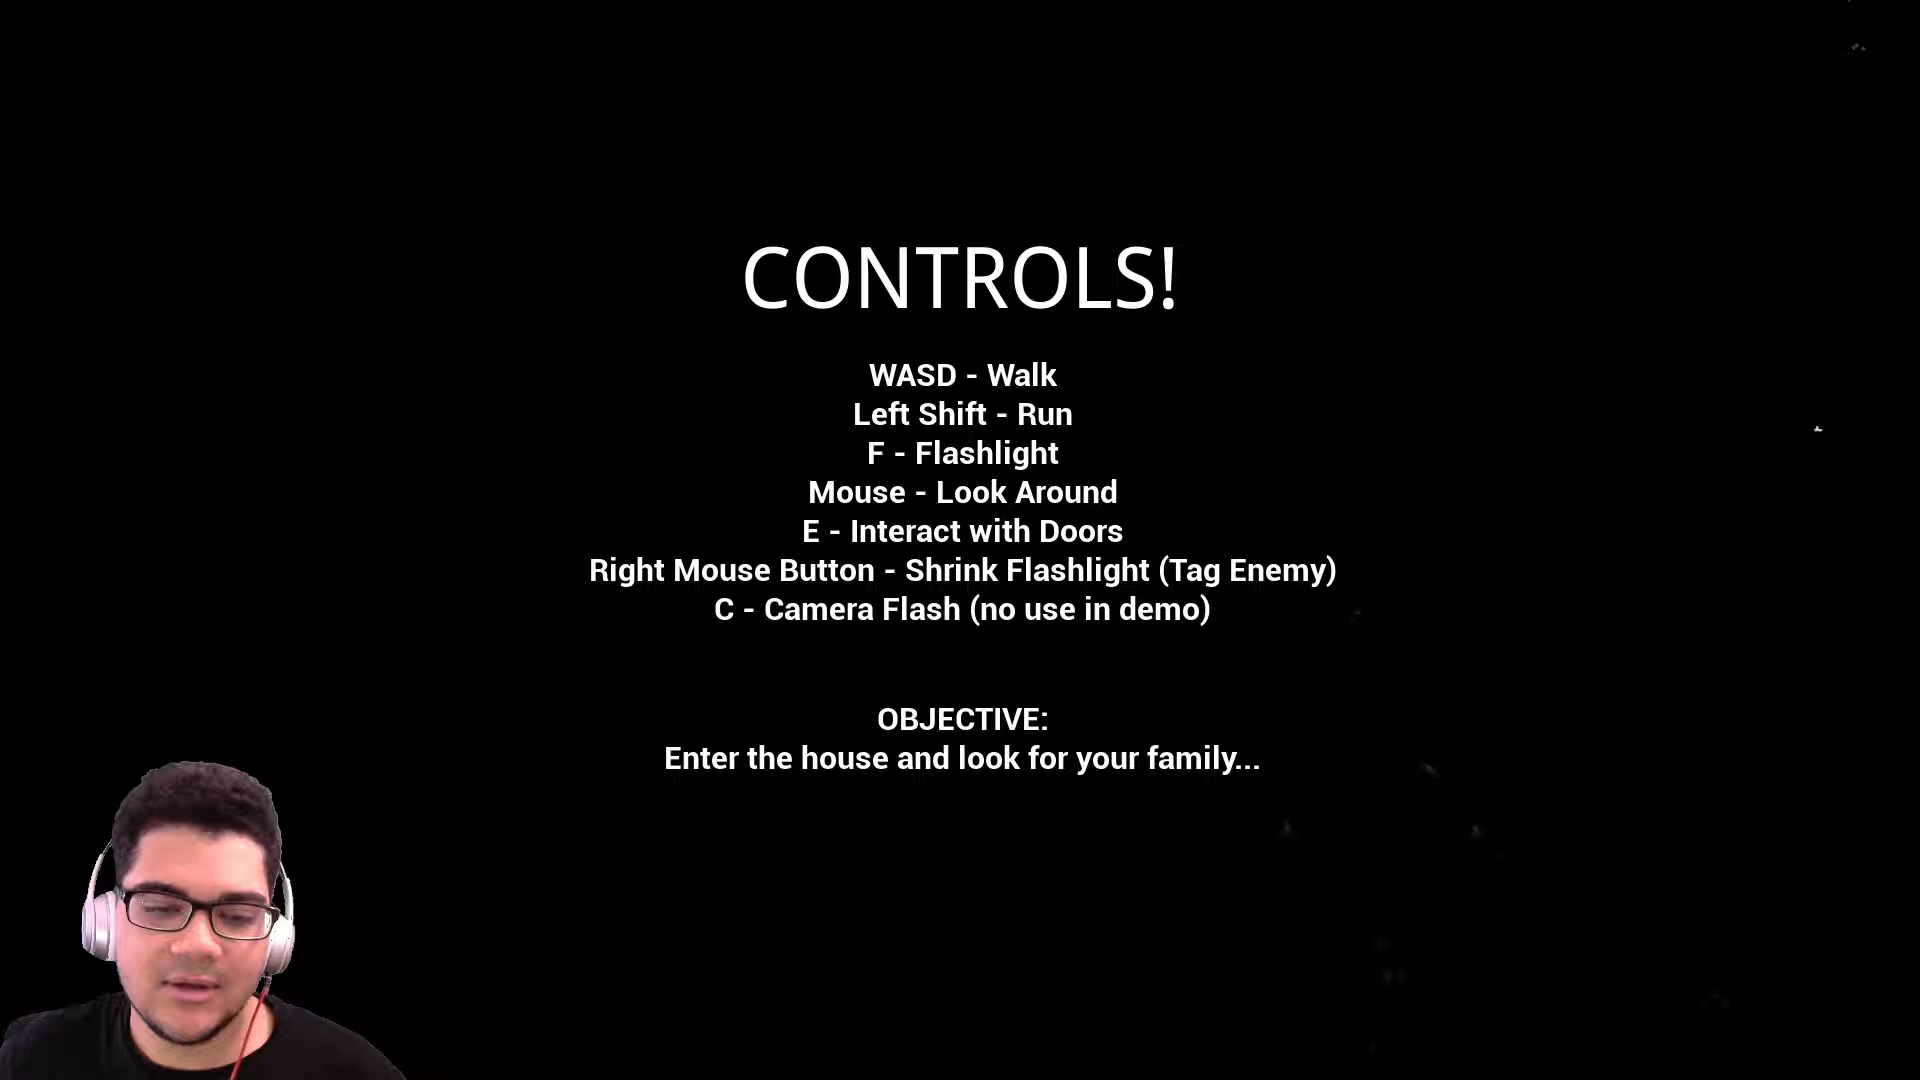 CONTROLS!
WASD - Walk
Left Shift - Run
F - Flashlight
Mouse - Look Around
E - Interact with Doors
Right Mouse Button - Shrink Flashlight (Tag Enemy)
C - Camera Flash (no use in demo)
OBJECTIVE:
Enter the house and look for your family...